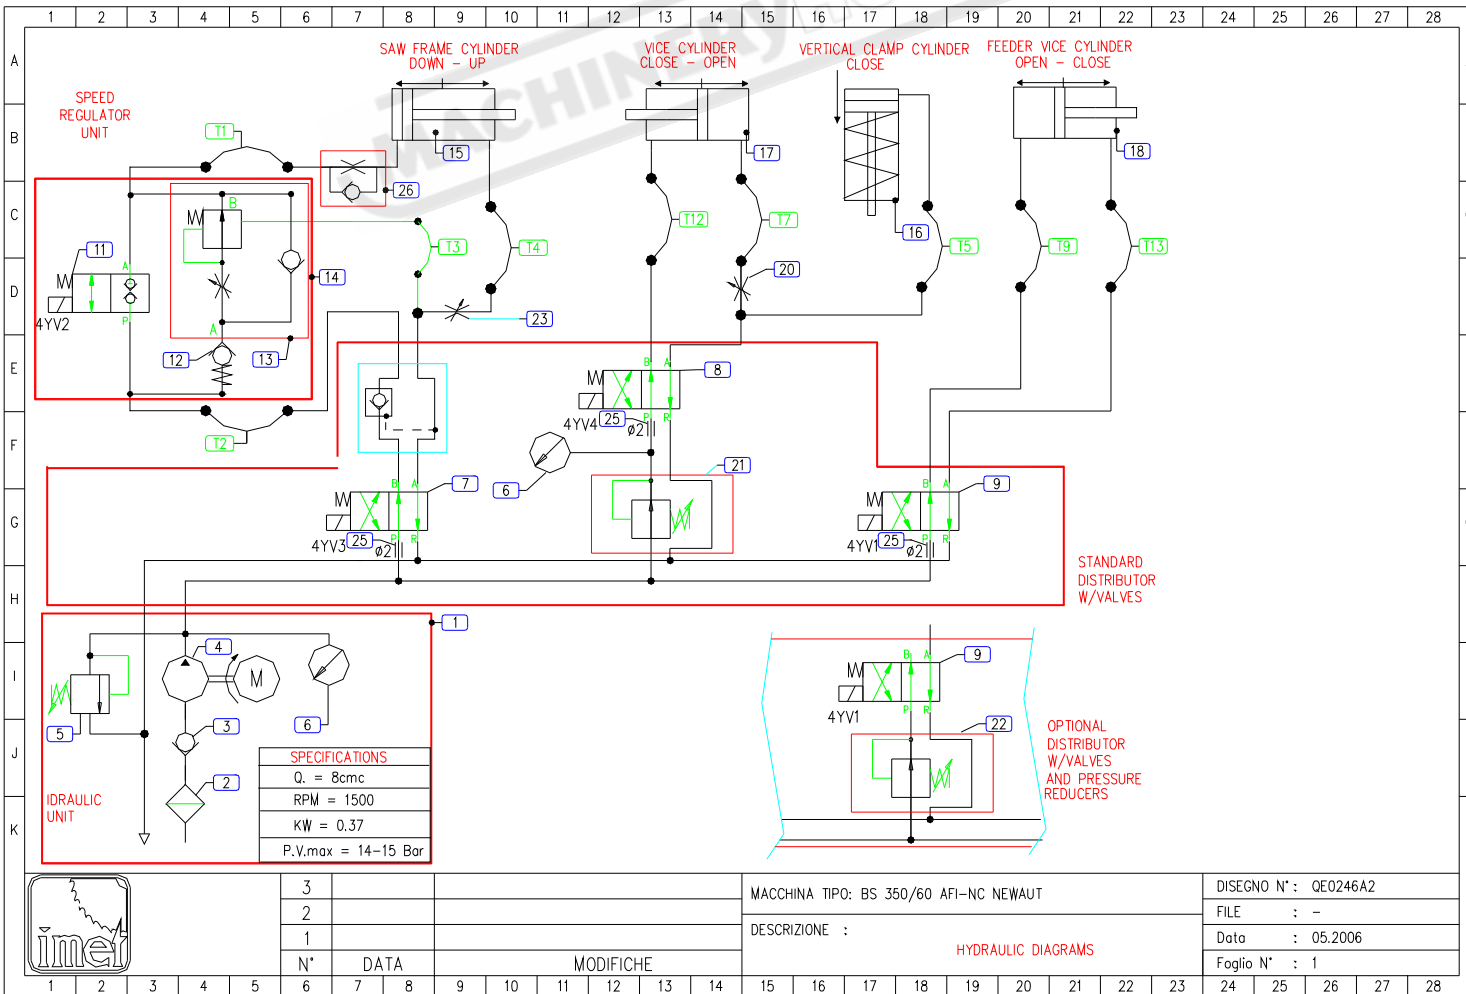 1 2 3 4 5 6 7 8 9 10 11 12 13 14 15 16 17 18 19 20 21 22 23 24 25 26 27 28
MACHINERYHO
A
B
C
D
E
F
G
H
I
J
K
SAW FRAME CYLINDER
DOWN - UP
VICE CYLINDER
CLOSE - OPEN
VERTICAL CLAMP CYLINDER
CLOSE
FEEDER VICE CYLINDER
OPEN - CLOSE
SPEED
REGULATOR
UNIT
T1
15
17
18
26
B
T12
T7
16
T5
T9
T13
T3
T4
11
A
P
4YV2
14
20
23
A
12
13
T2
B A
8
P R
4YV4
25
ø2
6
21
B A
7
P R
4YV3
25
ø2
B A
9
P R
4YV1
25
ø2
STANDARD
DISTRIBUTOR
W/VALVES
1
4
M
3
2
5
6
IDRAULIC
UNIT
SPECIFICATIONS
Q. = 8cmc
RPM = 1500
KW = 0.37
P.V.max = 14-15 Bar
B A
9
P R
4YV1
22
OPTIONAL
DISTRIBUTOR
W/VALVES
AND PRESSURE
REDUCERS
imet
3
2
1
N° DATA MODIFICHE
MACCHINA TIPO: BS 350/60 AFI-NC NEWAUT
DESCRIZIONE :
HYDRAULIC DIAGRAMS
DISEGNO N° : QE0246A2
FILE : -
Data : 05.2006
Foglio N° : 1
1 2 3 4 5 6 7 8 9 10 11 12 13 14 15 16 17 18 19 20 21 22 23 24 25 26 27 28